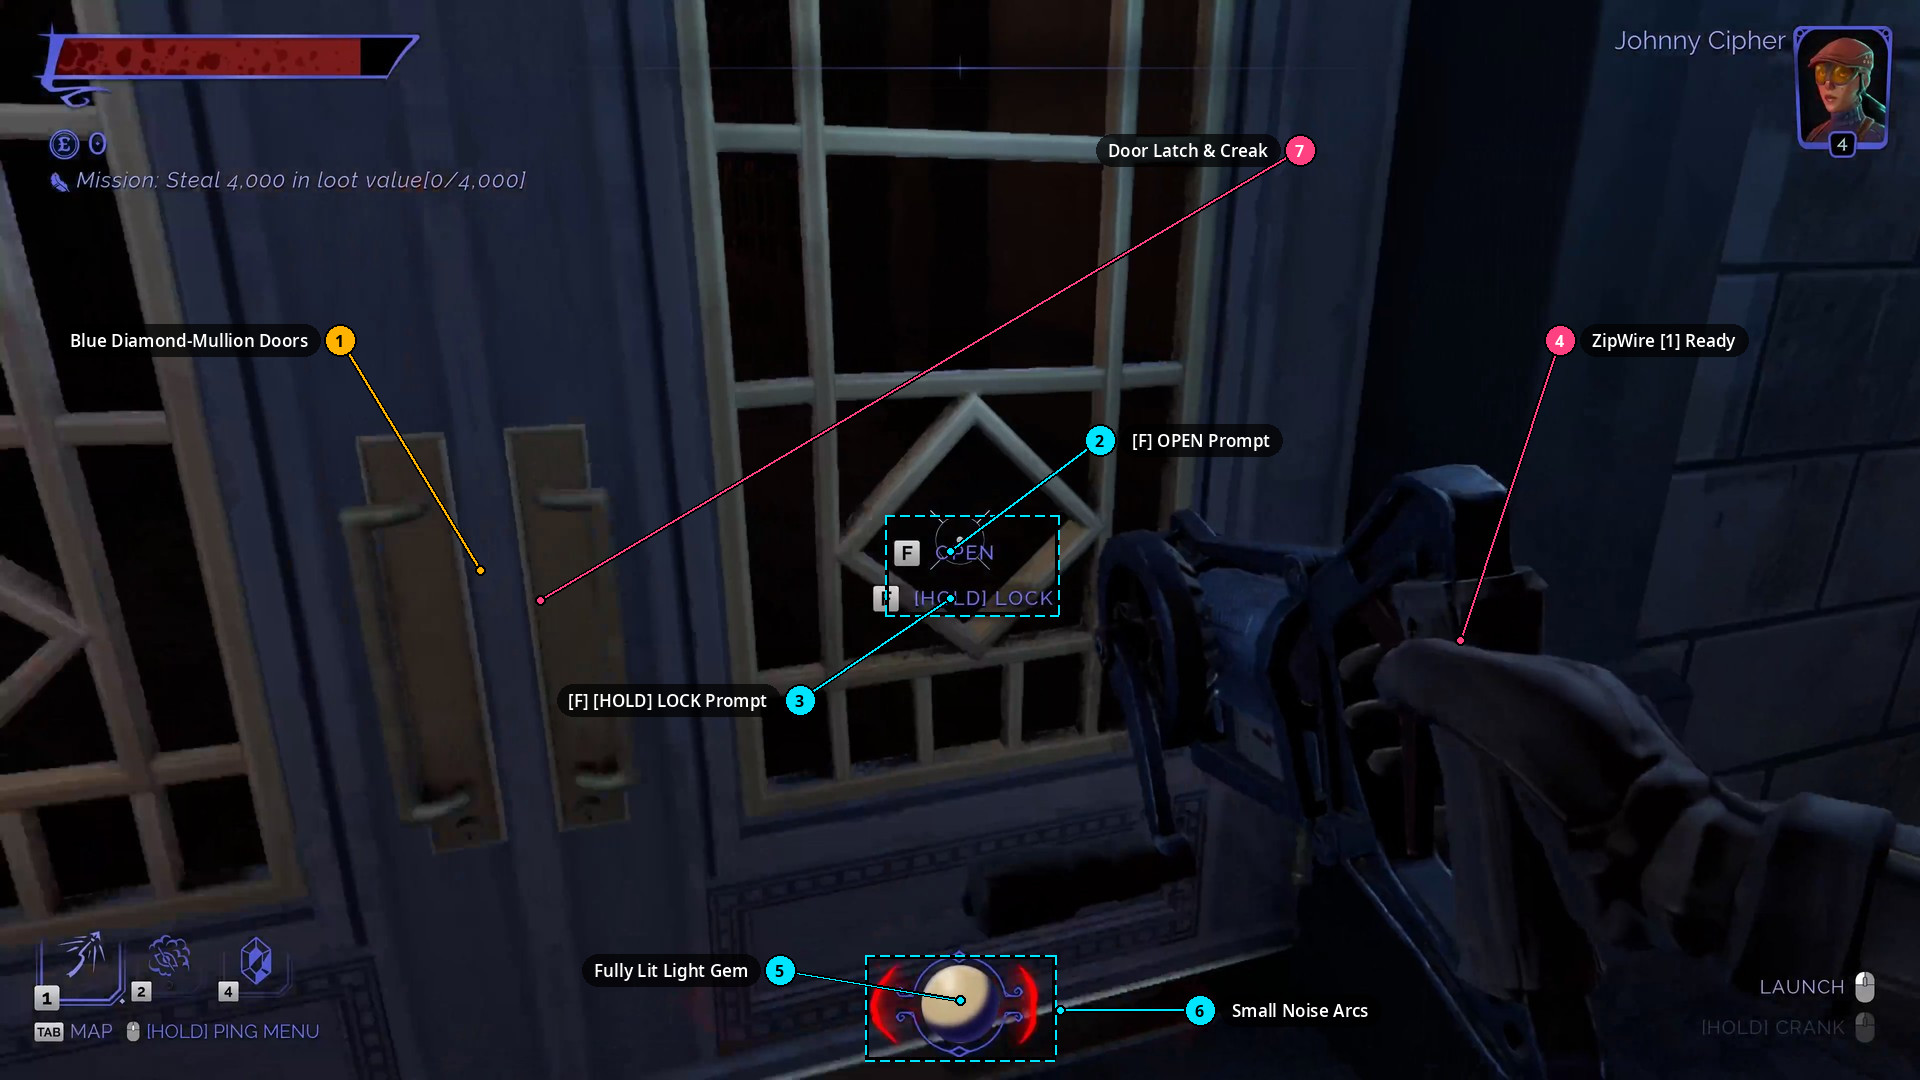 Johnny Cipher
4
£ 0
Mission: Steal 4,000 in loot value[0/4,000]
Door Latch & Creak 7
Blue Diamond-Mullion Doors 1
4 ZipWire [1] Ready
2 [F] OPEN Prompt
F OPEN
F [HOLD] LOCK
[F] [HOLD] LOCK Prompt 3
Fully Lit Light Gem 5
6 Small Noise Arcs
1 2 4
TAB MAP [HOLD] PING MENU
LAUNCH
[HOLD] CRANK